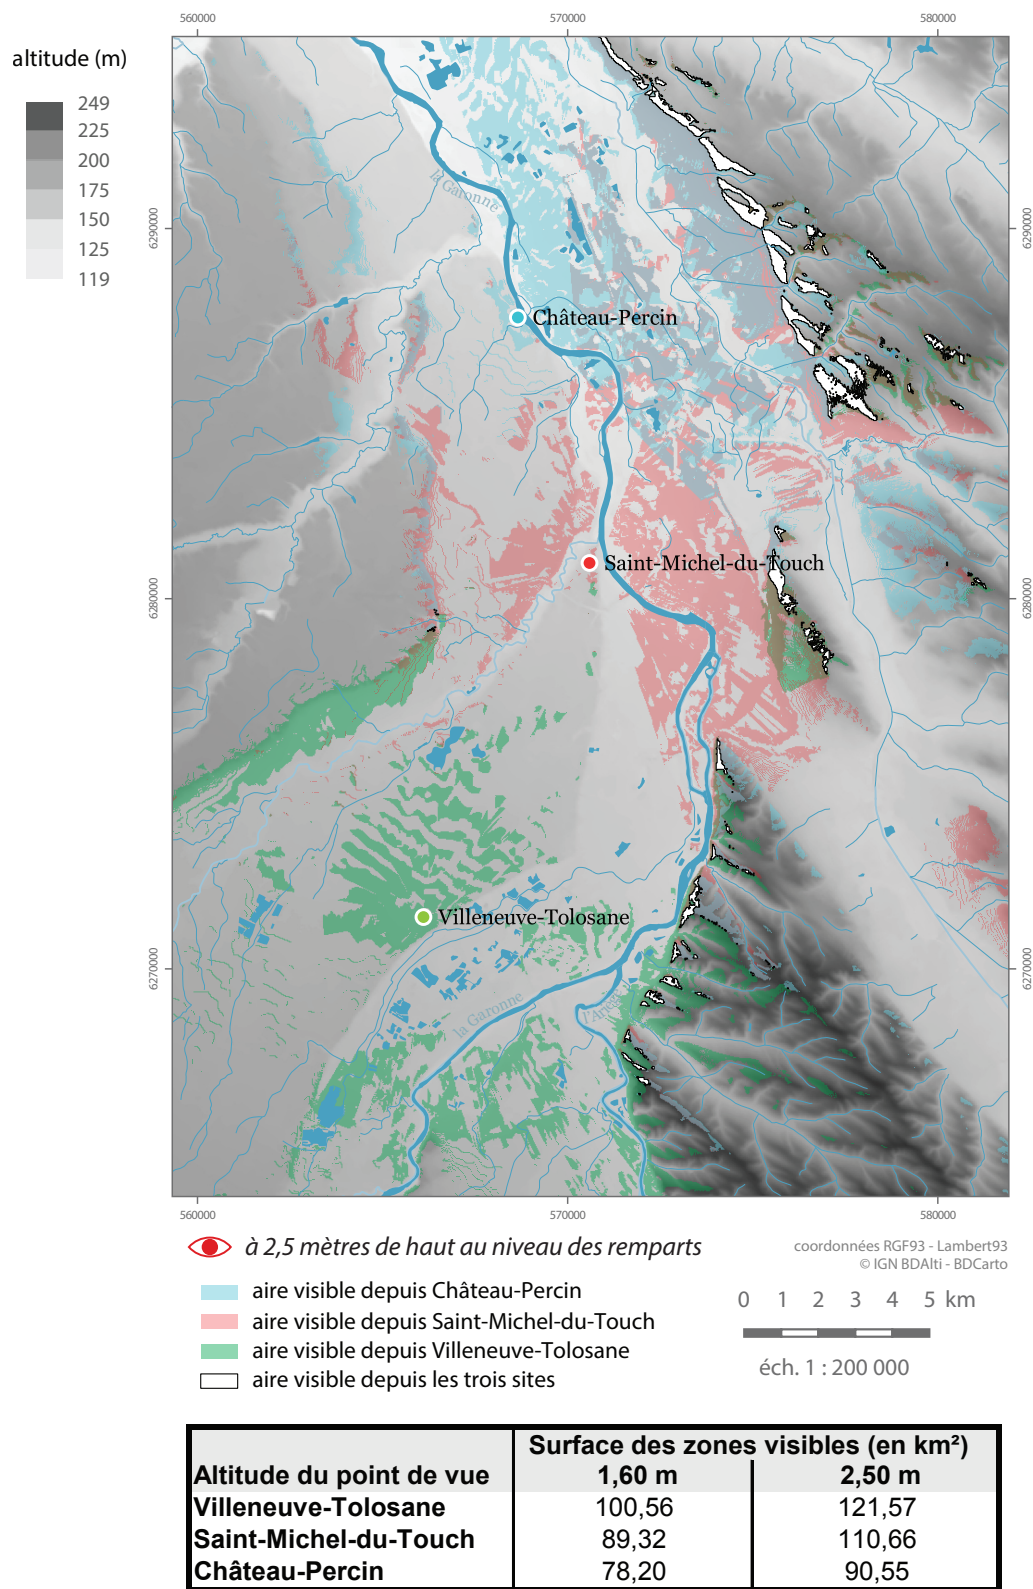 560000
570000
580000
altitude (m)
249
225
200
175
150
125
119
6290000
6290000
la Garonne
Château-Percin
Saint-Michel-du-Touch
6280000
6280000
Villeneuve-Tolosane
6270000
6270000
la Garonne
l'Ariège
560000
570000
580000
à 2,5 mètres de haut au niveau des remparts
coordonnées RGF93 - Lambert93
© IGN BDAlti - BDCarto
aire visible depuis Château-Percin
aire visible depuis Saint-Michel-du-Touch
aire visible depuis Villeneuve-Tolosane
aire visible depuis les trois sites
0 1 2 3 4 5 km
éch. 1 : 200 000
Surface des zones visibles (en km²)
Altitude du point de vue 1,60 m 2,50 m
Villeneuve-Tolosane 100,56 121,57
Saint-Michel-du-Touch 89,32 110,66
Château-Percin 78,20 90,55